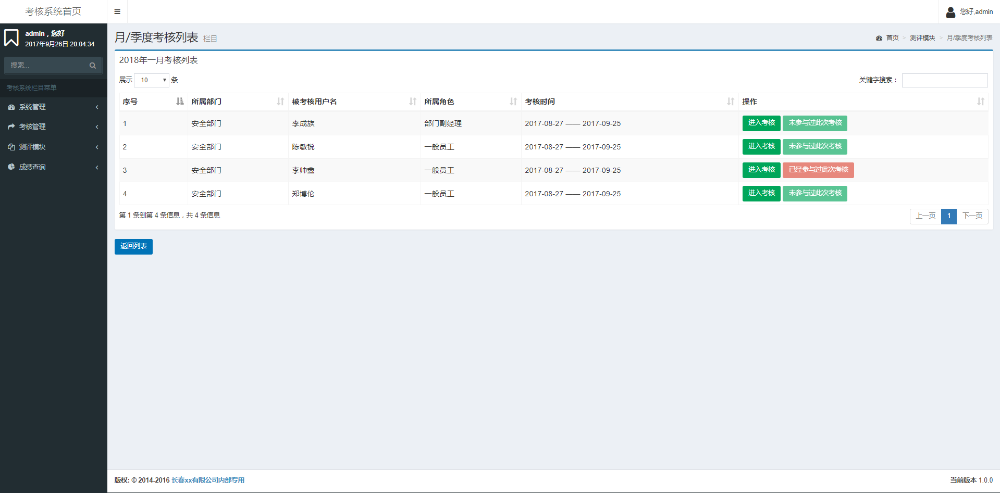 考核系统首页
您好,admin
admin，您好
2017年9月26日 20:04:34
搜索...
考核系统栏目菜单
系统管理
考核管理
测评模块
成绩查询
月/季度考核列表 栏目
首页 > 测评模块 > 月/季度考核列表
2018年一月考核列表
展示 10 条
关键字搜索：
序号 所属部门 被考核用户名 所属角色 考核时间 操作
1 安全部门 李成族 部门副经理 2017-08-27 —— 2017-09-25 进入考核 未参与过此次考核
2 安全部门 陈敏锐 一般员工 2017-08-27 —— 2017-09-25 进入考核 未参与过此次考核
3 安全部门 李帅鑫 一般员工 2017-08-27 —— 2017-09-25 进入考核 已经参与过此次考核
4 安全部门 郑博伦 一般员工 2017-08-27 —— 2017-09-25 进入考核 未参与过此次考核
第 1 条到第 4 条信息，共 4 条信息
上一页 1 下一页
返回列表
版权: © 2014-2016 长春xx有限公司内部专用
当前版本 1.0.0